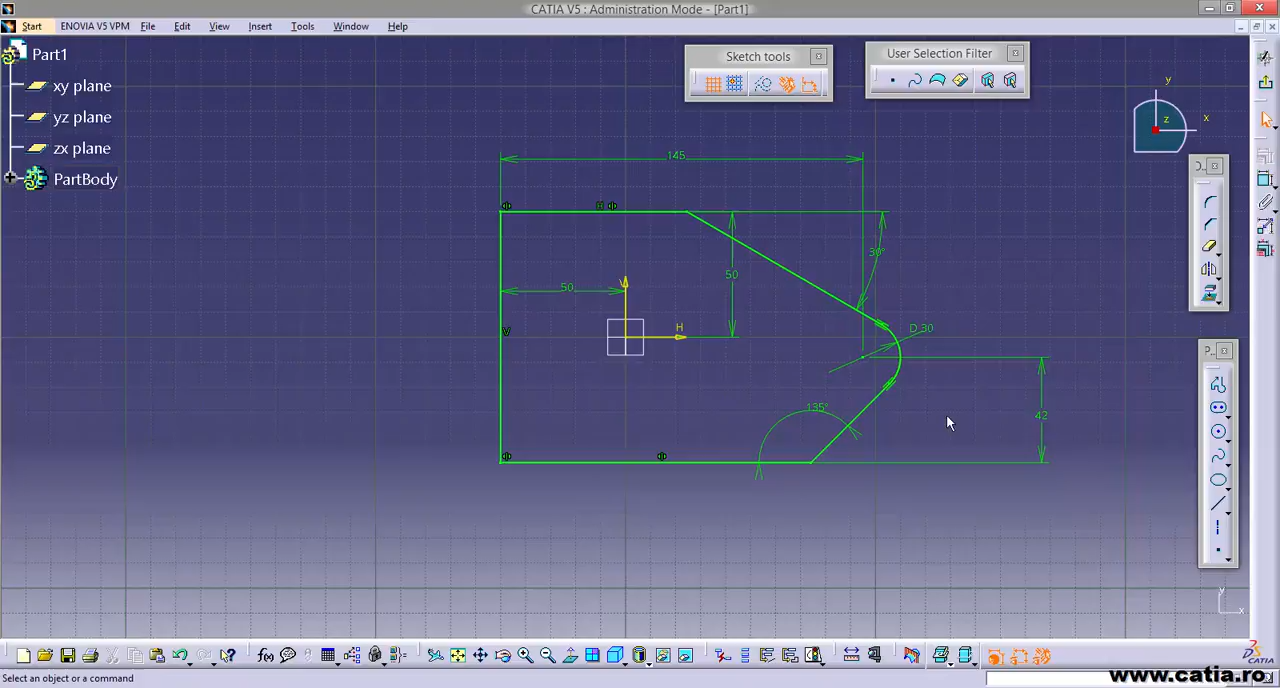 CATIA V5 : Administration Mode - [Part1]
Start ENOVIA V5 VPM File Edit View Insert Tools Window Help
Part1
xy plane
yz plane
zx plane
PartBody
Sketch tools
User Selection Filter
y
x
z
D..
P...
145
50
50
30°
D 30
H
V
H
V
135°
42
y
x
f(x)
CATIA
Select an object or a command
www.catia.ro